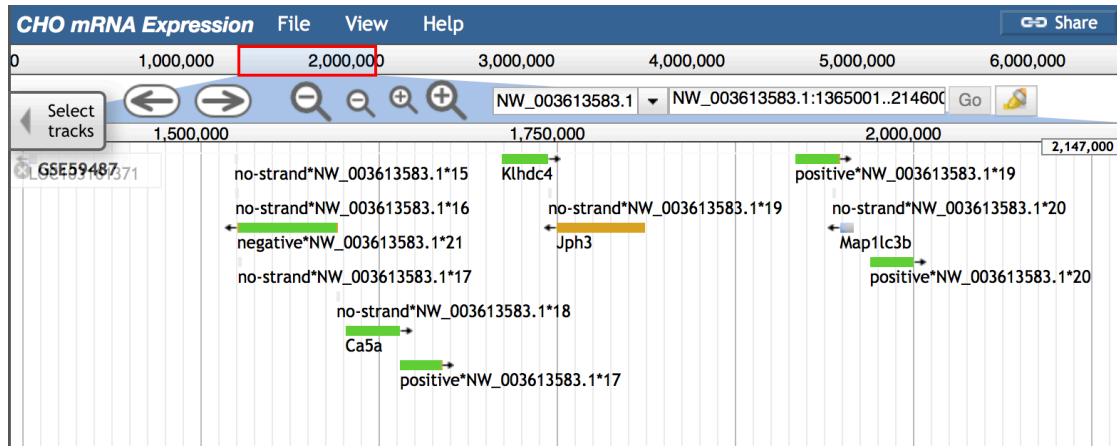 CHO mRNA Expression File View Help Share
0 1,000,000 2,000,000 3,000,000 4,000,000 5,000,000 6,000,000
Select tracks
NW_003613583.1 NW_003613583.1:1365001..214600 Go
1,500,000 1,750,000 2,000,000
2,147,000
GSE59487
no-strand*NW_003613583.1*15 Klhdc4 positive*NW_003613583.1*19
no-strand*NW_003613583.1*16 no-strand*NW_003613583.1*19 no-strand*NW_003613583.1*20
negative*NW_003613583.1*21 Jph3 Map1lc3b
no-strand*NW_003613583.1*17 positive*NW_003613583.1*20
no-strand*NW_003613583.1*18
Ca5a
positive*NW_003613583.1*17